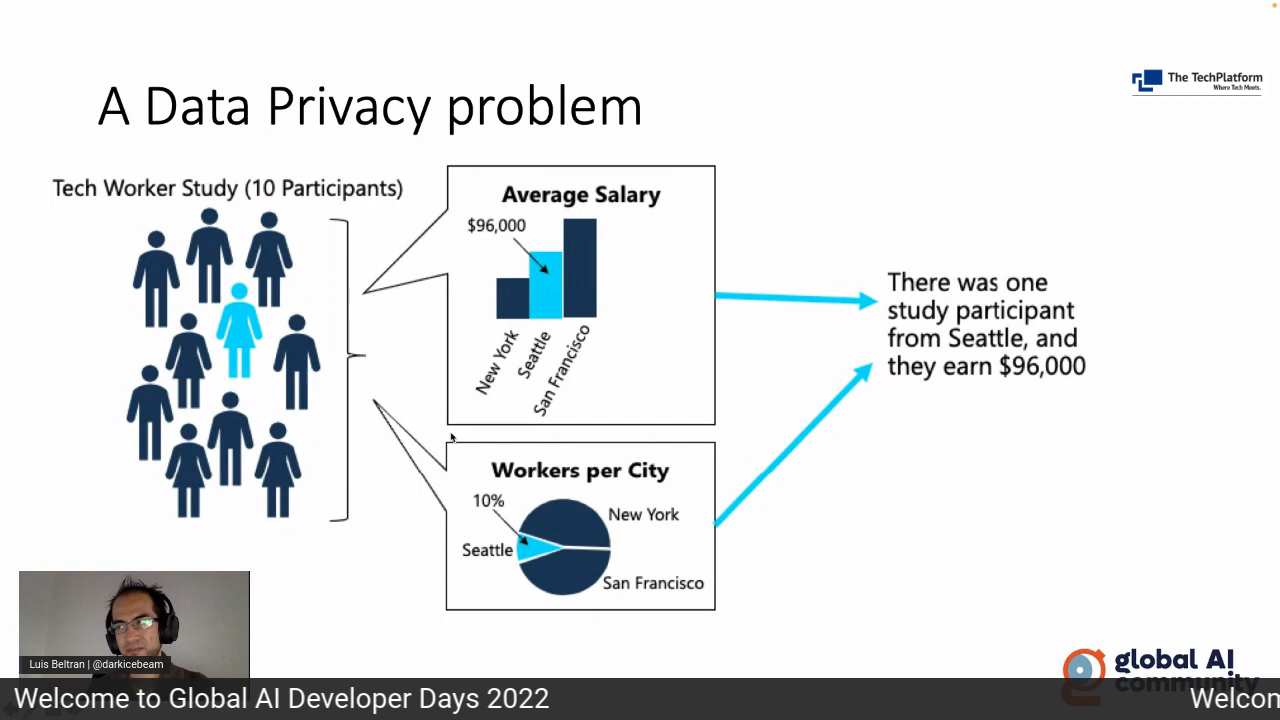 The TechPlatform
Where Tech Meets.
A Data Privacy problem
Tech Worker Study (10 Participants)
Average Salary
$96,000
New York
Seattle
San Francisco
Workers per City
10%
New York
Seattle
San Francisco
There was one
study participant
from Seattle, and
they earn $96,000
Luis Beltran | @darkicebeam
global AI
community
Welcome to Global AI Developer Days 2022
Welcon